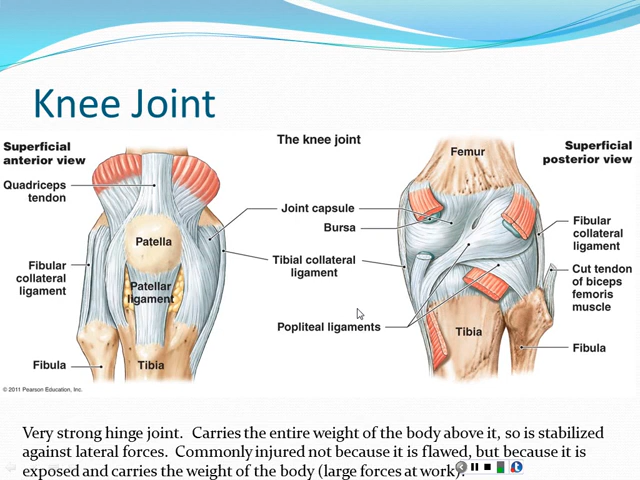 Knee Joint
Superficial
anterior view
The knee joint
Superficial
posterior view
Quadriceps
tendon
Femur
Joint capsule
Bursa
Patella
Tibial collateral
ligament
Fibular
collateral
ligament
Fibular
collateral
ligament
Patellar
ligament
Cut tendon
of biceps
femoris
muscle
Popliteal ligaments
Tibia
Fibula
Fibula
Tibia
© 2011 Pearson Education, Inc.
Very strong hinge joint. Carries the entire weight of the body above it, so is stabilized
against lateral forces. Commonly injured not because it is flawed, but because it is
exposed and carries the weight of the body (large forces at work).